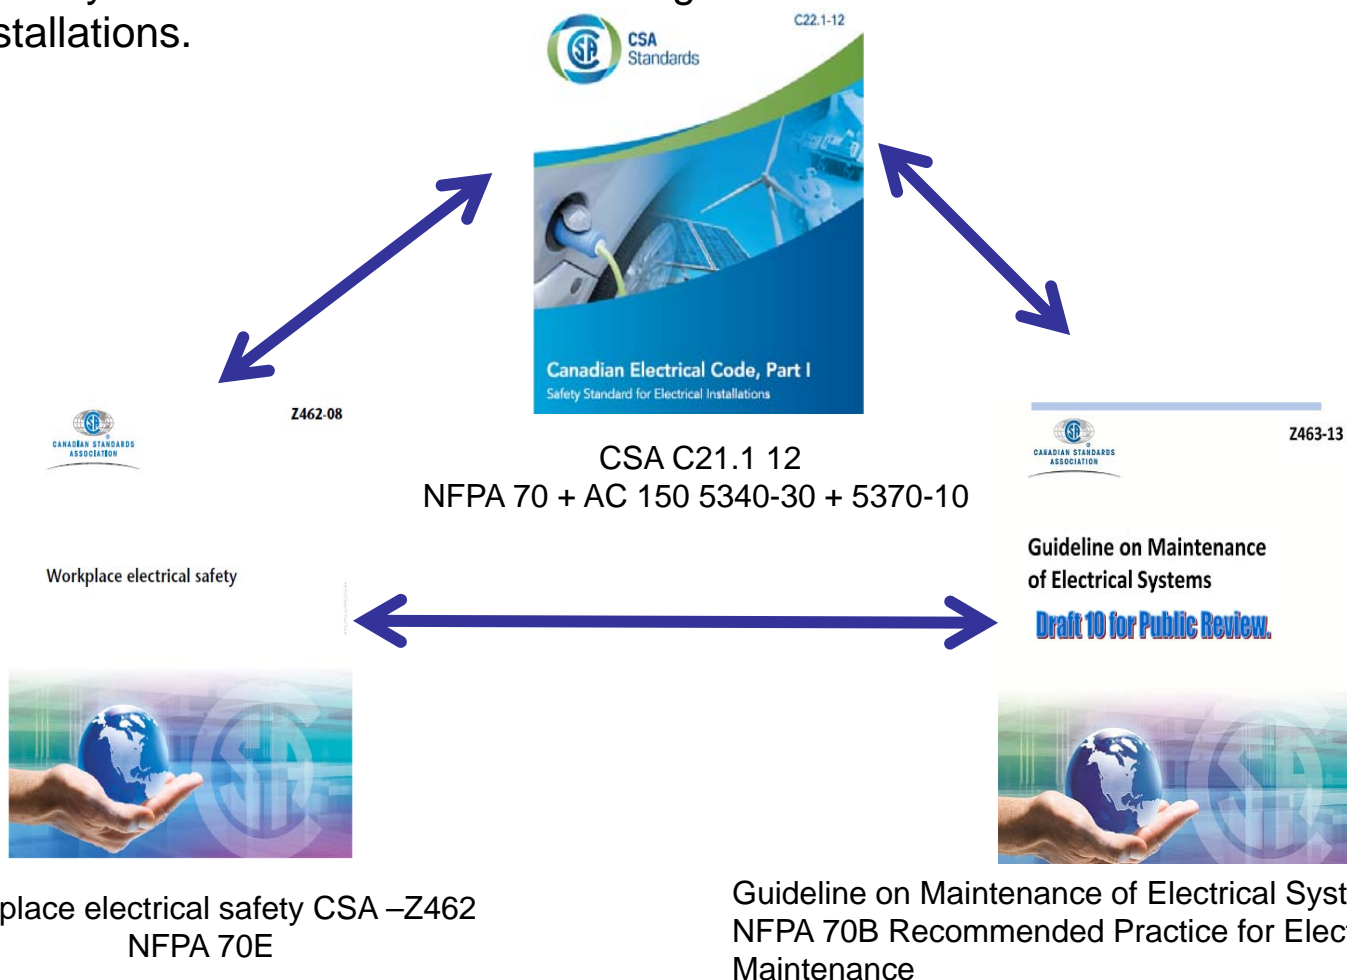 stallations.
C22.1-12
CSA
Standards
Canadian Electrical Code, Part I
Safety Standard for Electrical Installations
CSA C21.1 12
NFPA 70 + AC 150 5340-30 + 5370-10
Z462-08
CANADIAN STANDARDS
ASSOCIATION
Workplace electrical safety
Z463-13
CANADIAN STANDARDS
ASSOCIATION
Guideline on Maintenance
of Electrical Systems
Draft 10 for Public Review.
place electrical safety CSA –Z462
NFPA 70E
Guideline on Maintenance of Electrical Syst
NFPA 70B Recommended Practice for Elect
Maintenance